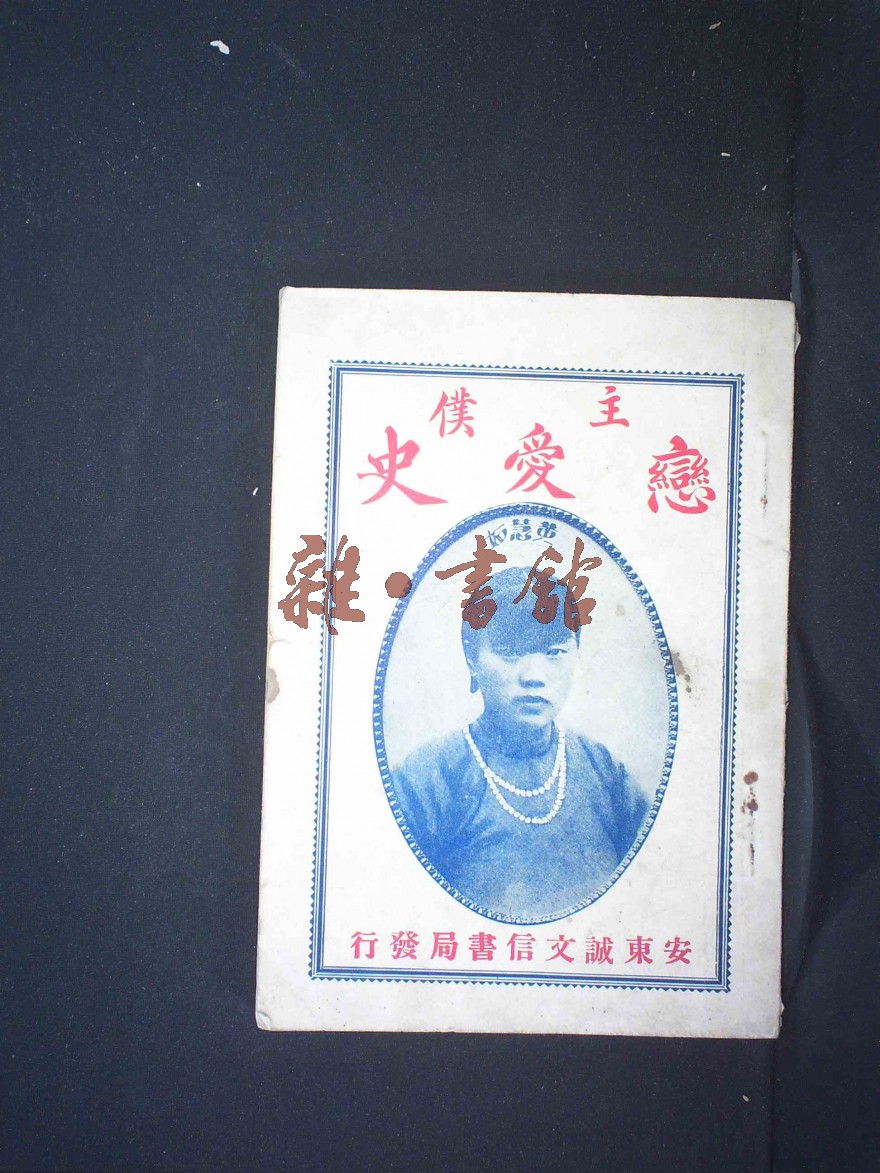 主僕
戀愛史
黃慧如
雜·書館
安東誠文信書局發行